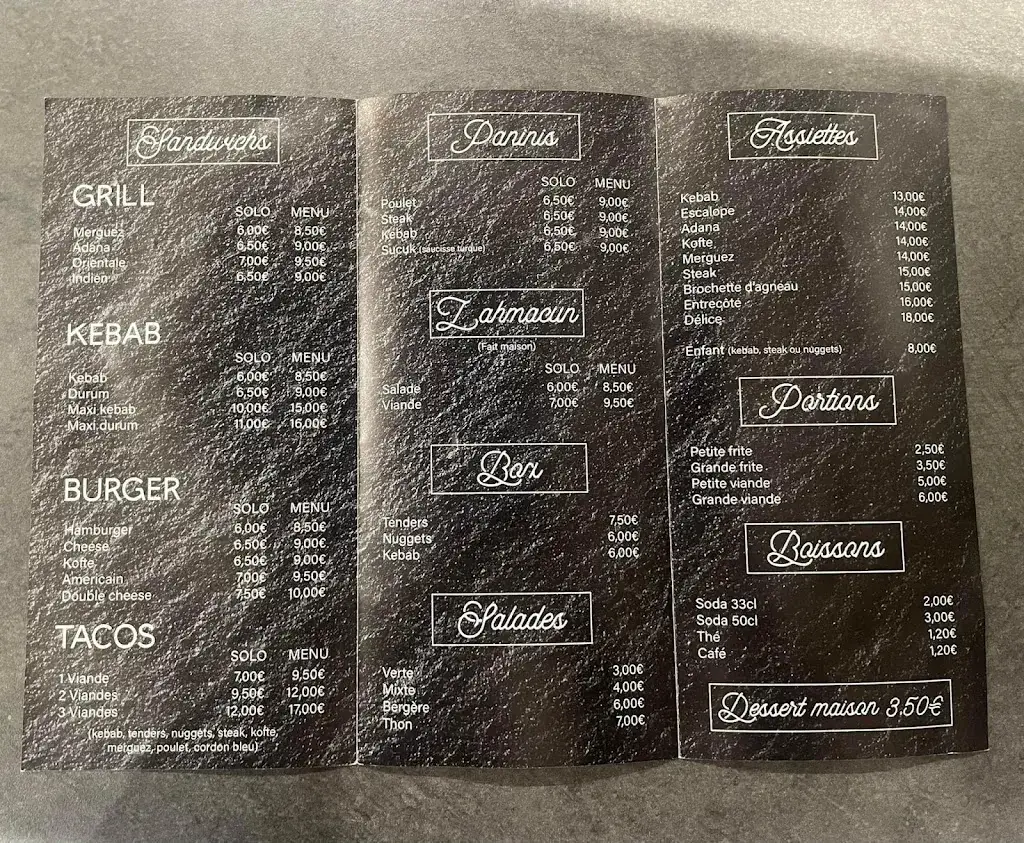 Sandwichs
GRILL
SOLO MENU
Merguez 6,00€ 8,50€
Adana 6,50€ 9,00€
Orientale 7,00€ 9,50€
Indien 6,50€ 9,00€
KEBAB
SOLO MENU
Kebab 6,00€ 8,50€
Durum 6,50€ 9,00€
Maxi kebab 10,00€ 15,00€
Maxi durum 11,00€ 16,00€
BURGER
SOLO MENU
Hamburger 6,00€ 8,50€
Cheese 6,50€ 9,00€
Kofte 6,50€ 9,00€
Américain 7,00€ 9,50€
Double cheese 7,50€ 10,00€
TACOS
SOLO MENU
1 Viande 7,00€ 9,50€
2 Viandes 9,50€ 12,00€
3 Viandes 12,00€ 17,00€
(kebab, tenders, nuggets, steak, kofte,
merguez, poulet, cordon bleu)
Paninis
SOLO MENU
Poulet 6,50€ 9,00€
Steak 6,50€ 9,00€
Kebab 6,50€ 9,00€
Sucuk (saucisse turque) 6,50€ 9,00€
Lahmacun
(Fait maison)
SOLO MENU
Salade 6,00€ 8,50€
Viande 7,00€ 9,50€
Box
Tenders 7,50€
Nuggets 6,00€
Kebab 6,00€
Salades
Verte 3,00€
Mixte 4,00€
Bergère 6,00€
Thon 7,00€
Assiettes
Kebab 13,00€
Escalope 14,00€
Adana 14,00€
Kofte 14,00€
Merguez 14,00€
Steak 15,00€
Brochette d'agneau 15,00€
Entrecôte 16,00€
Délice 18,00€
Enfant (kebab, steak ou nuggets) 8,00€
Portions
Petite frite 2,50€
Grande frite 3,50€
Petite viande 5,00€
Grande viande 6,00€
Boissons
Soda 33cl 2,00€
Soda 50cl 3,00€
Thé 1,20€
Café 1,20€
Dessert maison 3,50€